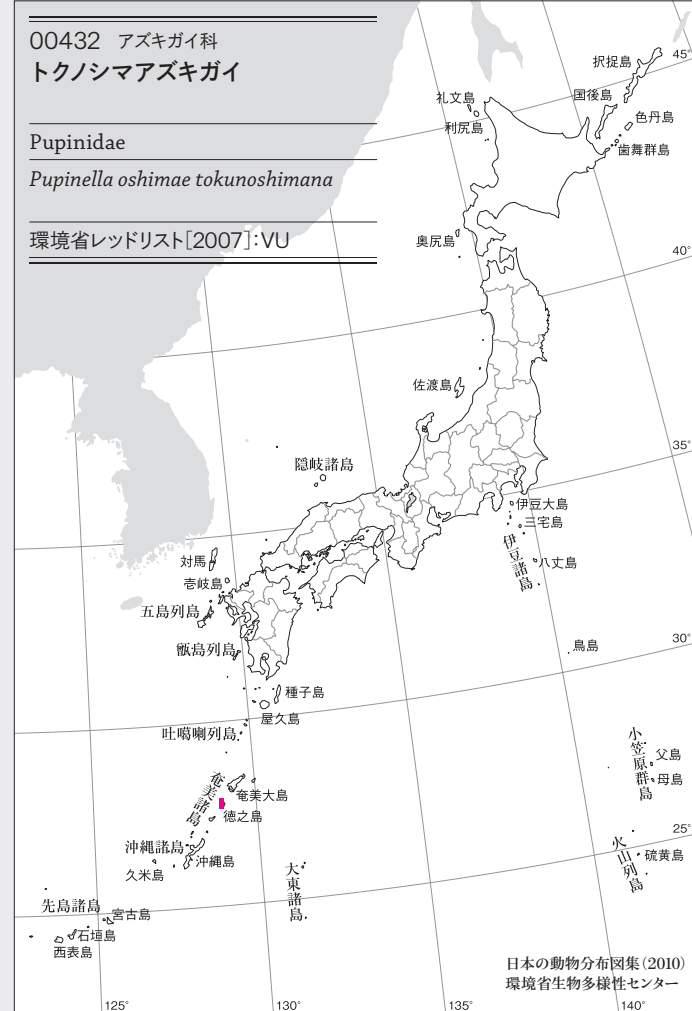 00432 アズキガイ科
トクノシマアズキガイ
Pupinidae
Pupinella oshimae tokunoshimana
環境省レッドリスト[2007]:VU
45°
択捉島
国後島
礼文島
色丹島
利尻島
歯舞群島
奥尻島
40°
佐渡島
35°
隠岐諸島
伊豆大島
三宅島
伊豆諸島
八丈島
対馬
壱岐島
五島列島
甑島列島
鳥島
30°
種子島
屋久島
吐噶喇列島
小笠原群島
父島
母島
奄美諸島
奄美大島
徳之島
25°
沖縄諸島
沖縄島
久米島
火山列島
硫黄島
大東諸島
先島諸島
宮古島
石垣島
西表島
日本の動物分布図集(2010)
環境省生物多様性センター
125°
130°
135°
140°